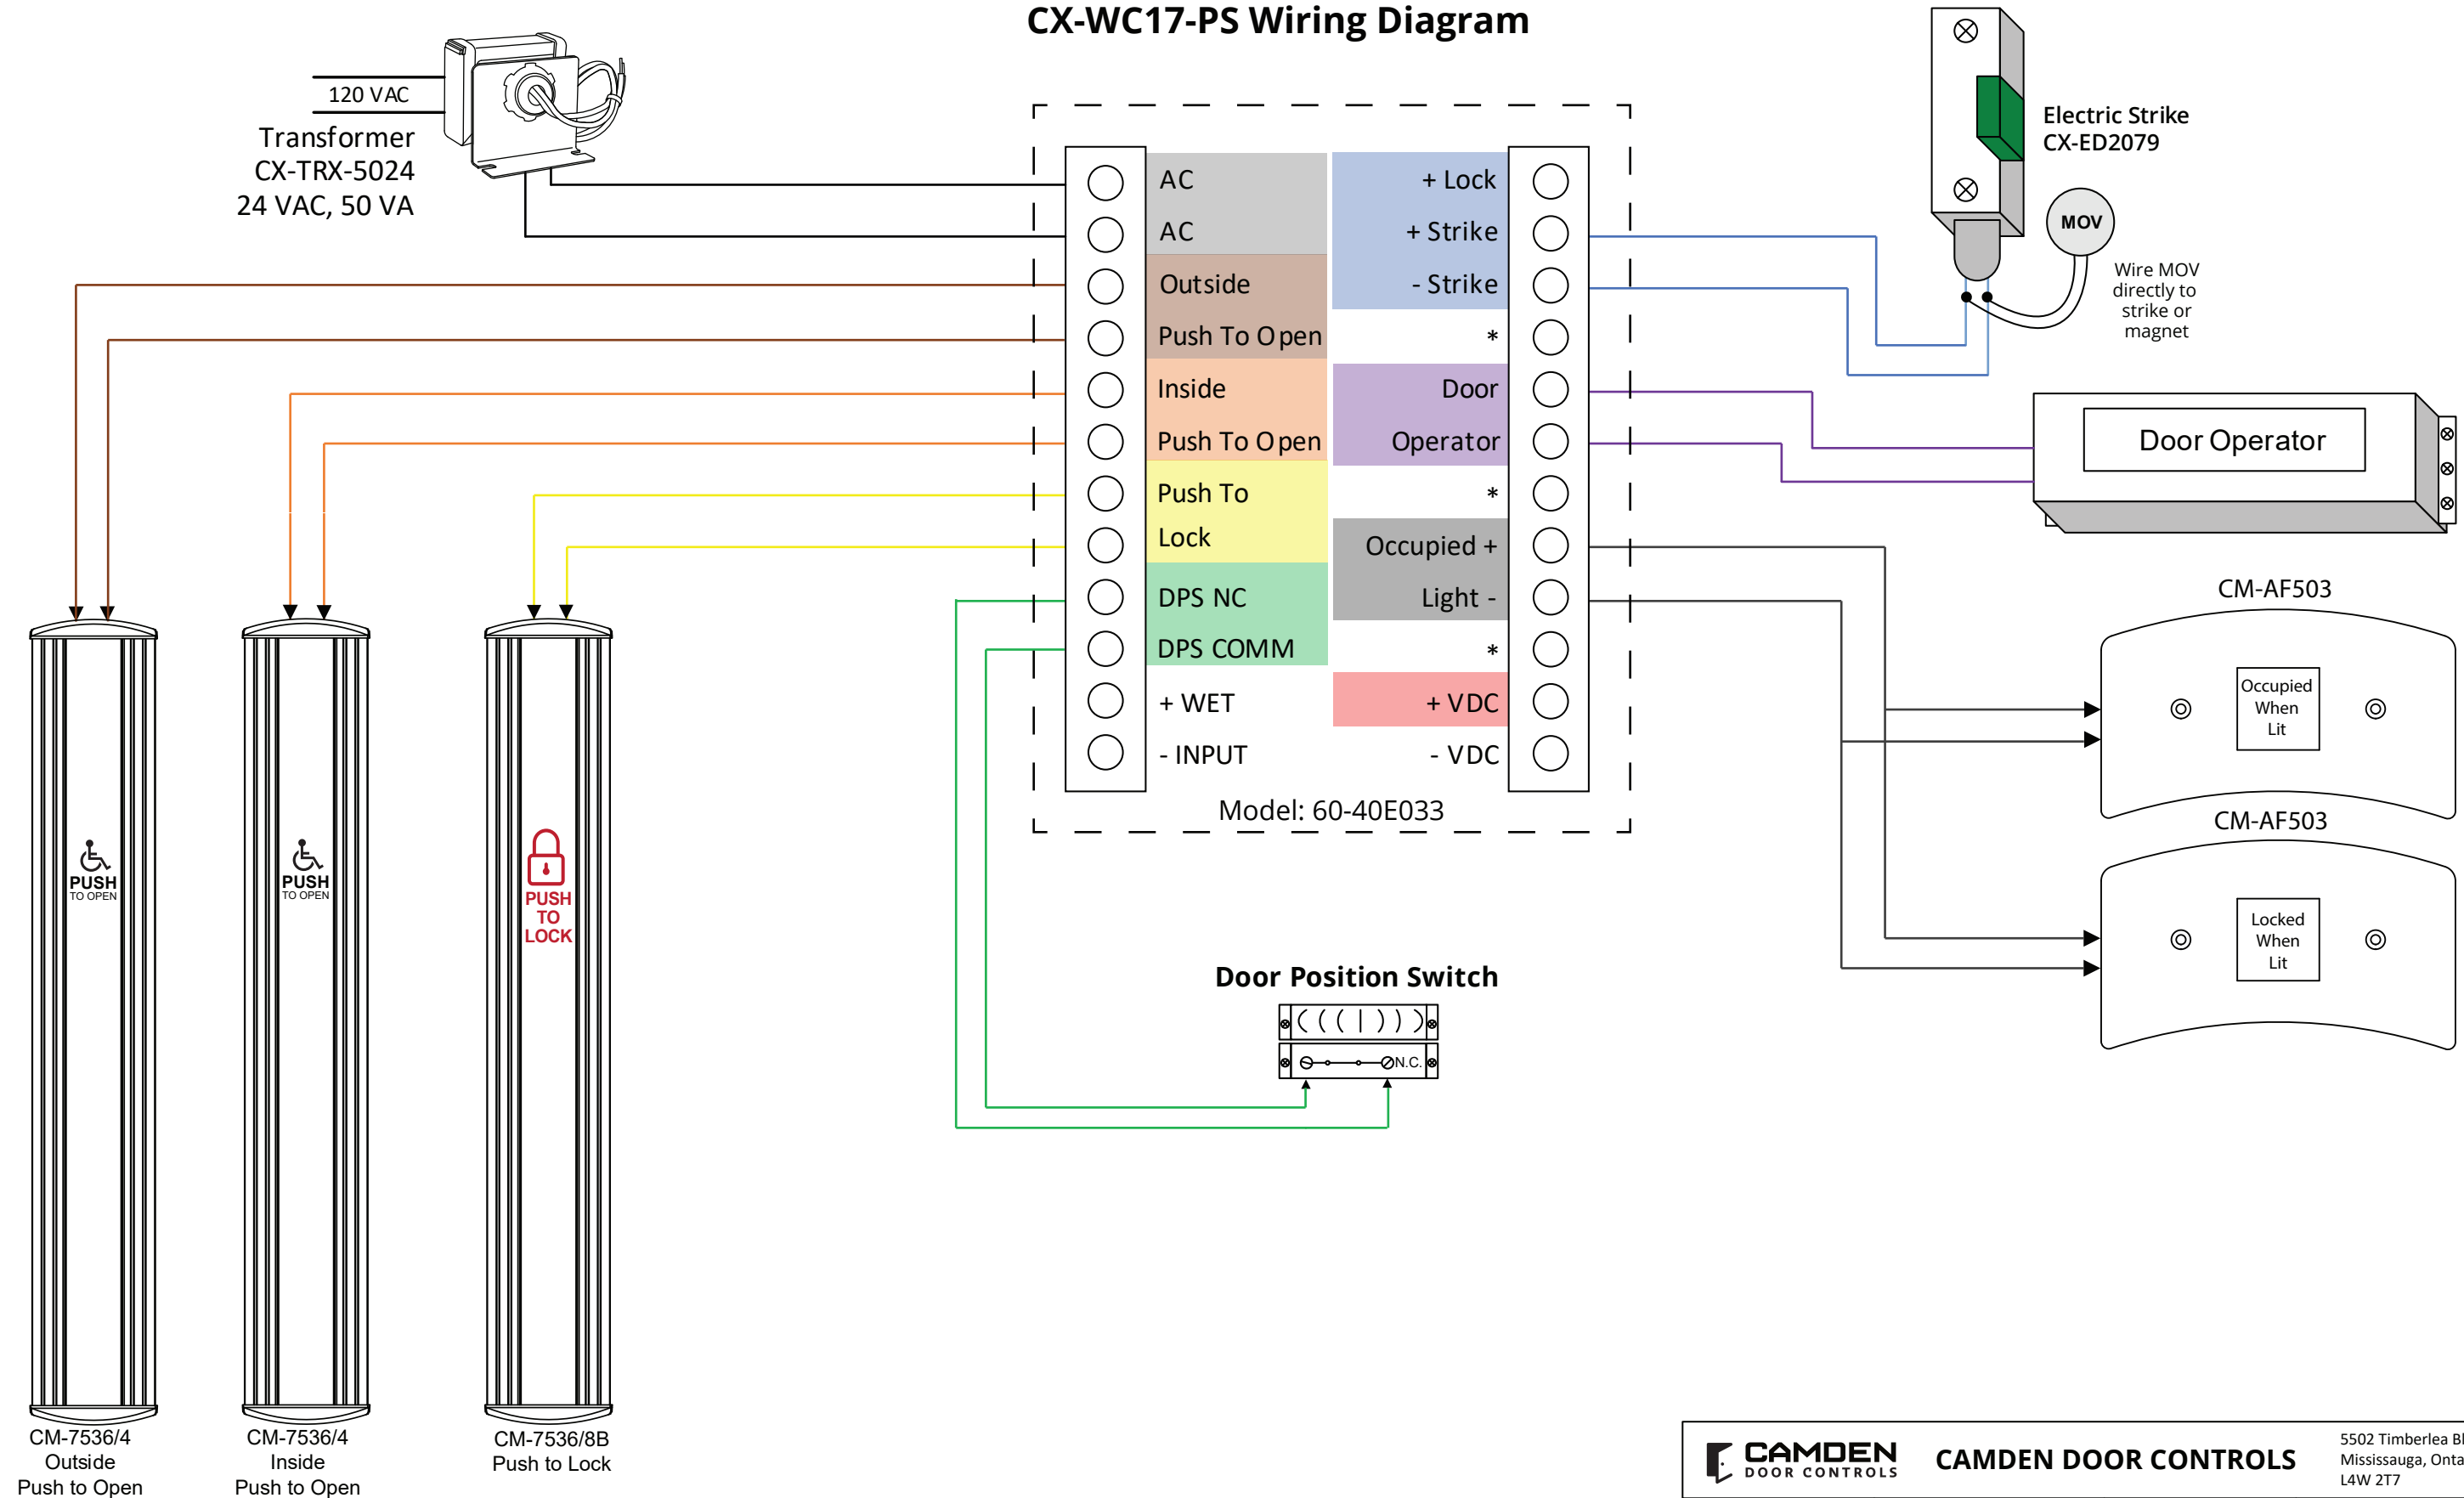 CX-WC17-PS Wiring Diagram
120 VAC
Transformer
CX-TRX-5024
24 VAC, 50 VA
AC
AC
Outside
Push To Open
Inside
Push To Open
Push To
Lock
DPS NC
DPS COMM
+ WET
- INPUT
+ Lock
+ Strike
- Strike
*
Door
Operator
*
Occupied +
Light -
*
+ VDC
- VDC
Model: 60-40E033
Electric Strike
CX-ED2079
MOV
Wire MOV
directly to
strike or
magnet
Door Operator
CM-AF503
Occupied
When
Lit
CM-AF503
Locked
When
Lit
Door Position Switch
N.C.
PUSH
TO OPEN
PUSH
TO OPEN
PUSH
TO
LOCK
CM-7536/4
Outside
Push to Open
CM-7536/4
Inside
Push to Open
CM-7536/8B
Push to Lock
CAMDEN
DOOR CONTROLS
CAMDEN DOOR CONTROLS
5502 Timberlea Bl
Mississauga, Onta
L4W 2T7